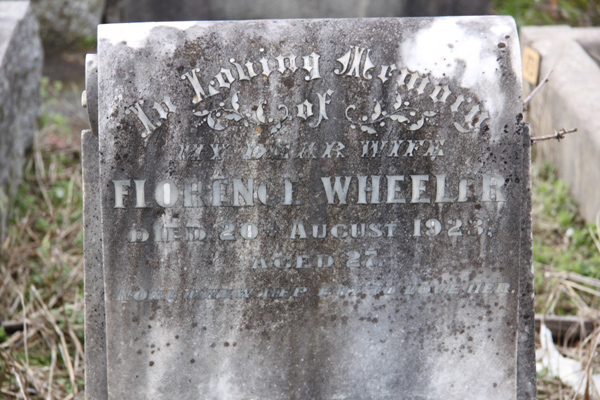 In Loving Memory
of
MY DEAR WIFE
FLORENCE WHEELER
DIED 20 AUGUST 1923.
AGED 27